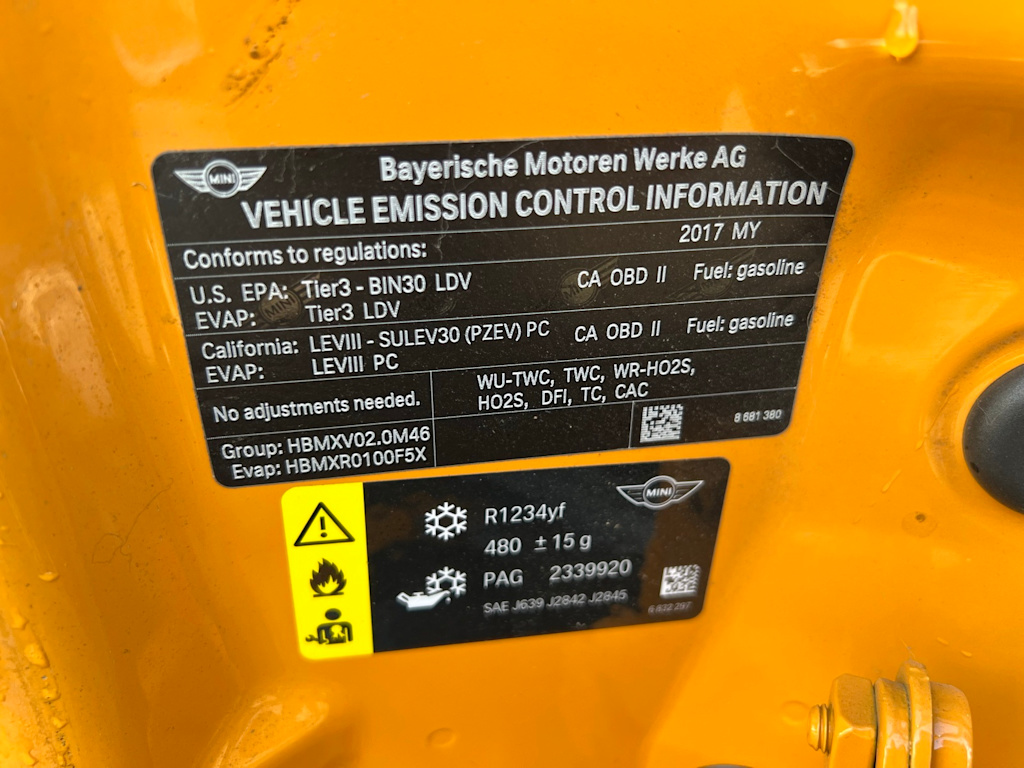 MINI
Bayerische Motoren Werke AG
VEHICLE EMISSION CONTROL INFORMATION
Conforms to regulations: 2017 MY
U.S. EPA: Tier3 - BIN30 LDV CA OBD II Fuel: gasoline
EVAP: Tier3 LDV
California: LEVIII - SULEV30 (PZEV) PC CA OBD II Fuel: gasoline
EVAP: LEVIII PC
No adjustments needed.
WU-TWC, TWC, WR-HO2S,
HO2S, DFI, TC, CAC
Group: HBMXV02.0M46
Evap: HBMXR0100F5X
8 681 380
MINI
R1234yf
480 ± 15 g
PAG 2339920
SAE J639 J2842 J2845
6 832 297